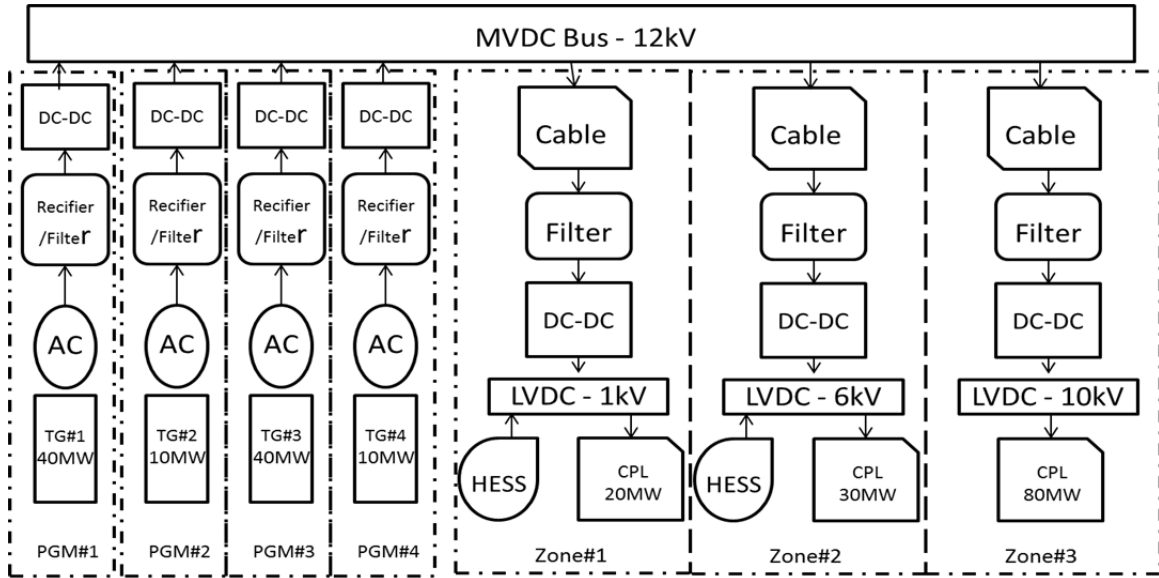 MVDC Bus - 12kV
DC-DC
DC-DC
DC-DC
DC-DC
Cable
Cable
Cable
Recifier
/Filter
Recifier
/Filter
Recifier
/Filter
Recifier
/Filter
Filter
Filter
Filter
AC
AC
AC
AC
DC-DC
DC-DC
DC-DC
LVDC - 1kV
LVDC - 6kV
LVDC - 10kV
TG#1
40MW
TG#2
10MW
TG#3
40MW
TG#4
10MW
HESS
CPL
20MW
HESS
CPL
30MW
CPL
80MW
PGM#1
PGM#2
PGM#3
PGM#4
Zone#1
Zone#2
Zone#3